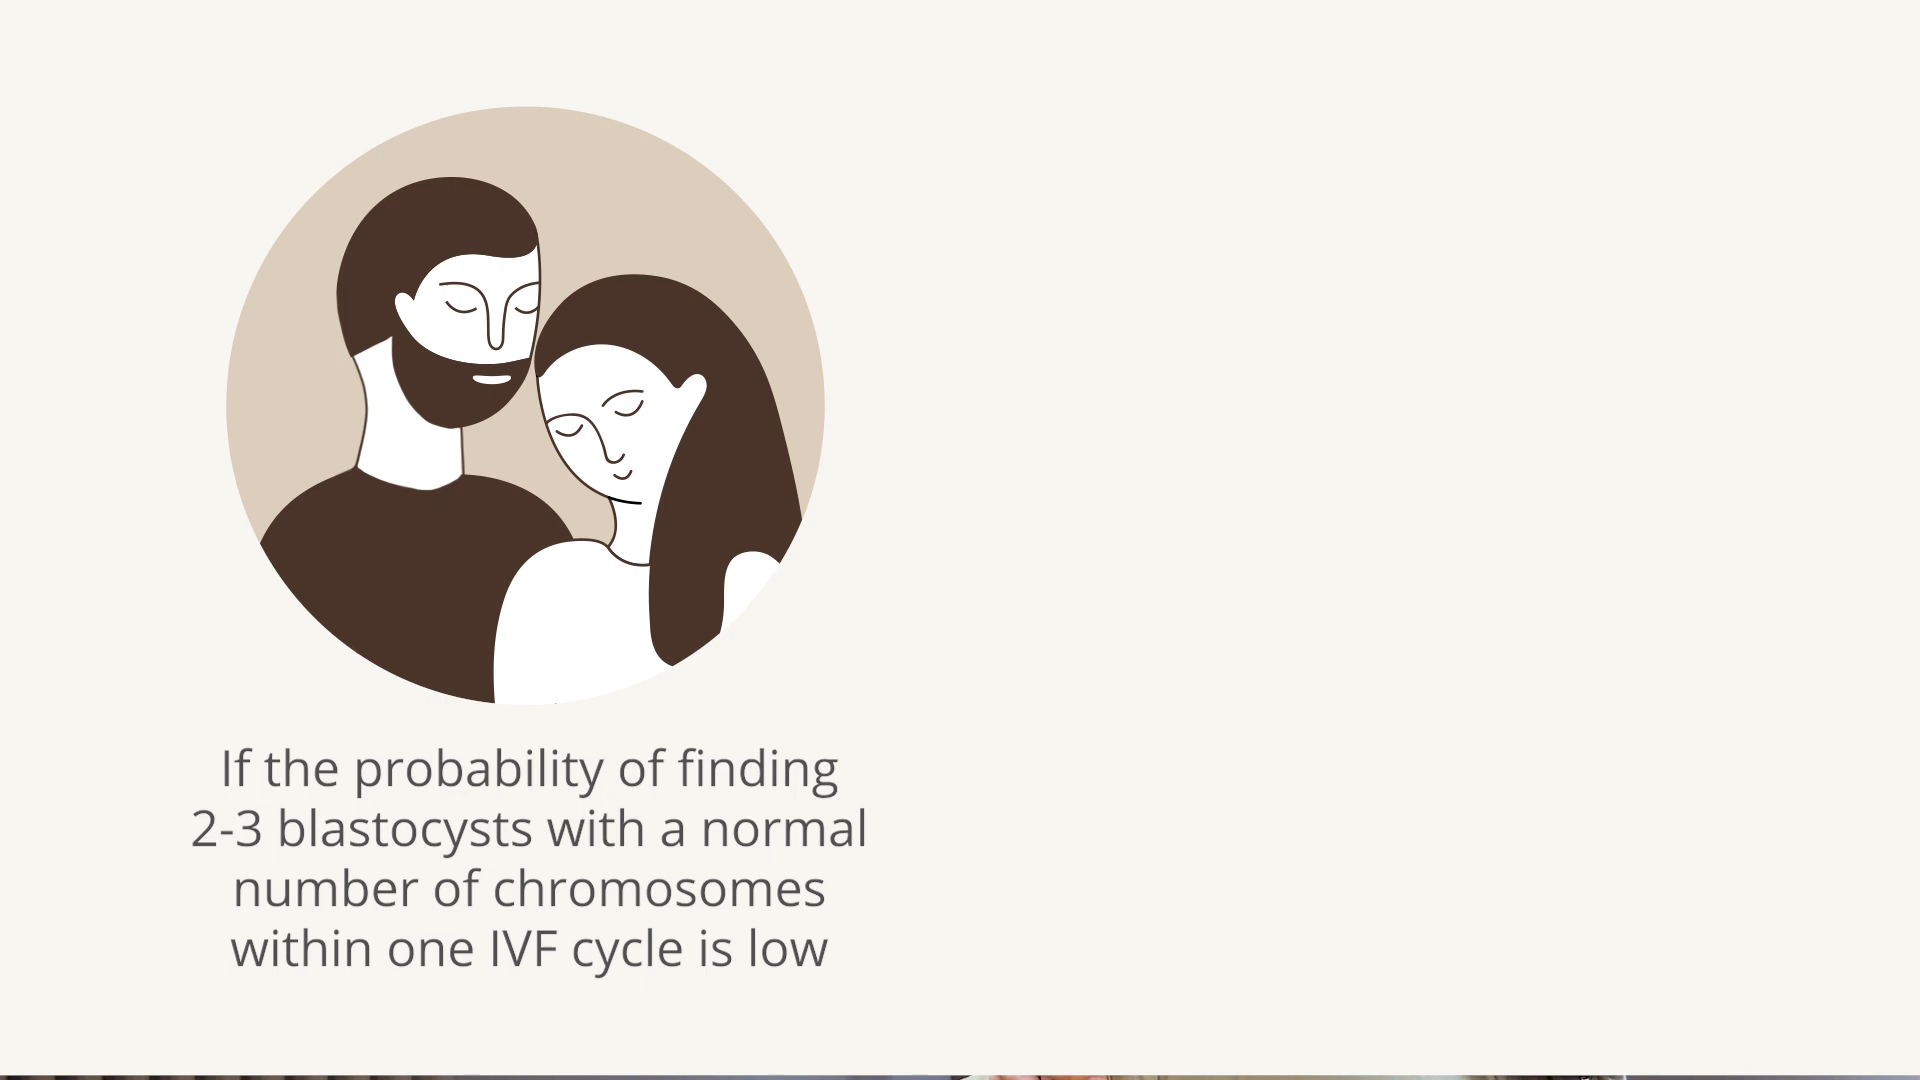 If the probability of finding
2-3 blastocysts with a normal
number of chromosomes
within one IVF cycle is low